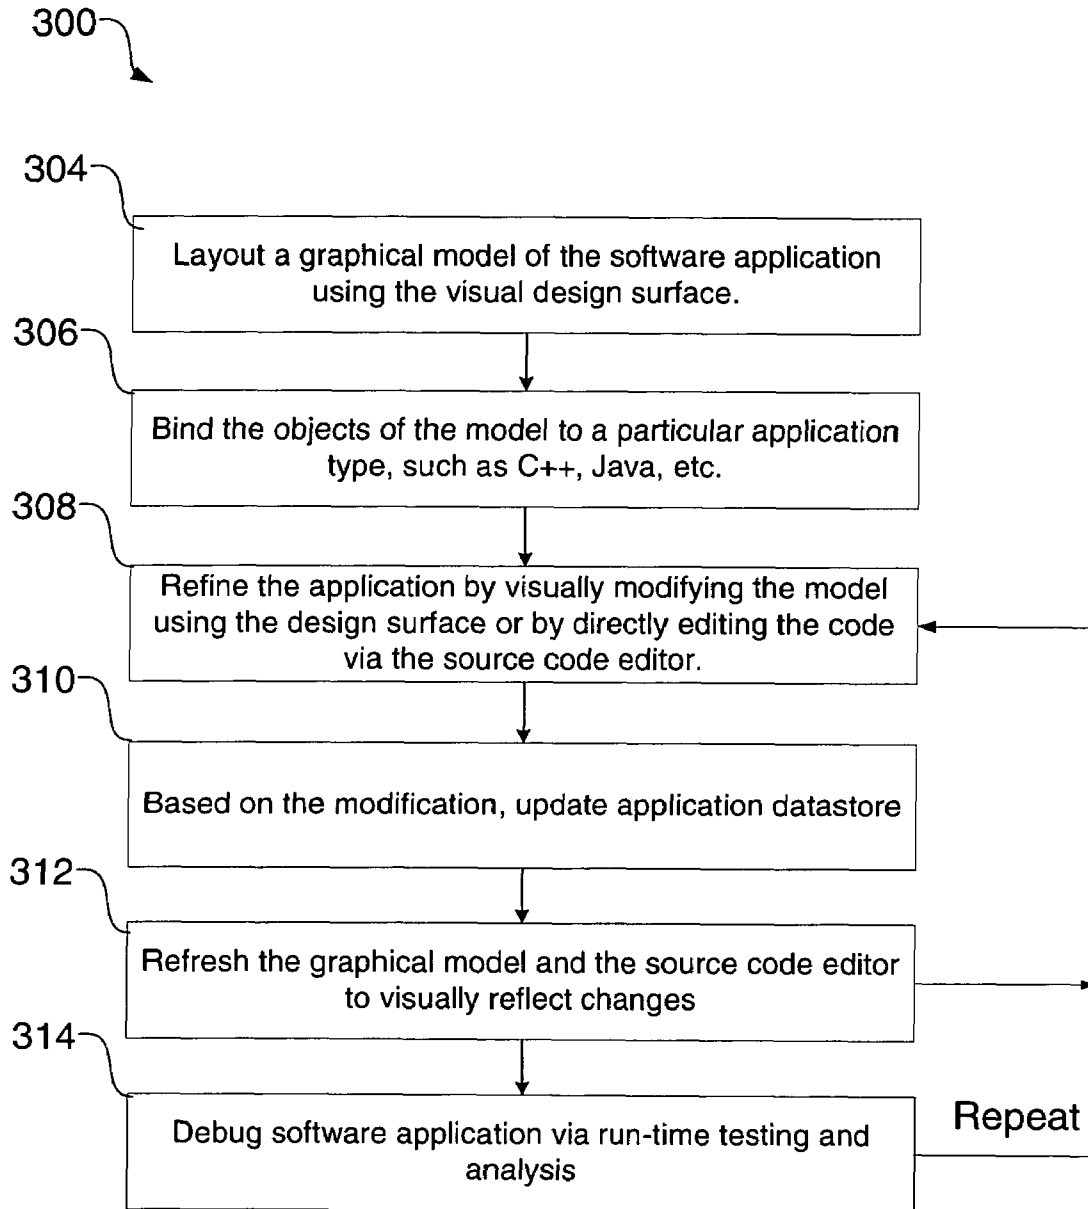 300
304
Layout a graphical model of the software application
using the visual design surface.
306
Bind the objects of the model to a particular application
type, such as C++, Java, etc.
308
Refine the application by visually modifying the model
using the design surface or by directly editing the code
via the source code editor.
310
Based on the modification, update application datastore
312
Refresh the graphical model and the source code editor
to visually reflect changes
314
Debug software application via run-time testing and
analysis
Repeat